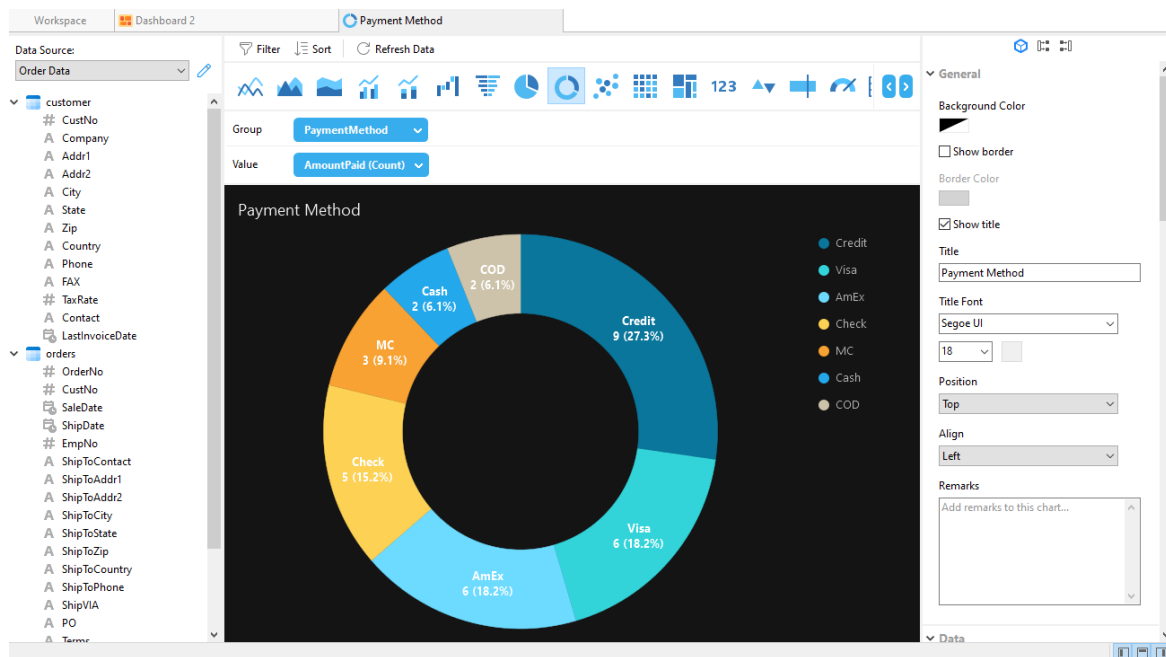 Workspace
Dashboard 2
Payment Method
Data Source:
Order Data
customer
# CustNo
A Company
A Addr1
A Addr2
A City
A State
A Zip
A Country
A Phone
A FAX
# TaxRate
A Contact
LastInvoiceDate
orders
# OrderNo
# CustNo
SaleDate
ShipDate
# EmpNo
A ShipToContact
A ShipToAddr1
A ShipToAddr2
A ShipToCity
A ShipToState
A ShipToZip
A ShipToCountry
A ShipToPhone
A ShipVIA
A PO
A Terms
Filter
Sort
Refresh Data
123
Group
PaymentMethod
Value
AmountPaid (Count)
Payment Method
COD
2 (6.1%)
Cash
2 (6.1%)
Credit
9 (27.3%)
MC
3 (9.1%)
Check
5 (15.2%)
Visa
6 (18.2%)
AmEx
6 (18.2%)
Credit
Visa
AmEx
Check
MC
Cash
COD
General
Background Color
Show border
Border Color
Show title
Title
Payment Method
Title Font
Segoe UI
18
Position
Top
Align
Left
Remarks
Add remarks to this chart...
Data